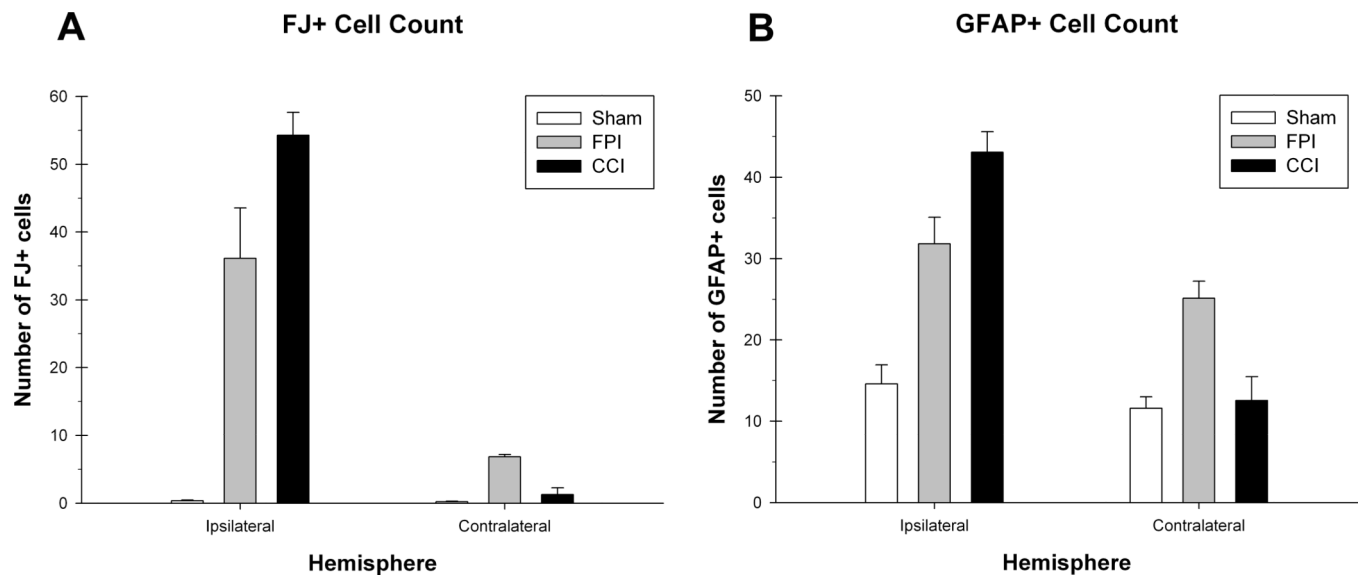 A
FJ+ Cell Count
Number of FJ+ cells
60
50
40
30
20
10
0
Sham
FPI
CCI
Ipsilateral
Contralateral
Hemisphere
B
GFAP+ Cell Count
Number of GFAP+ cells
50
40
30
20
10
0
Sham
FPI
CCI
Ipsilateral
Contralateral
Hemisphere